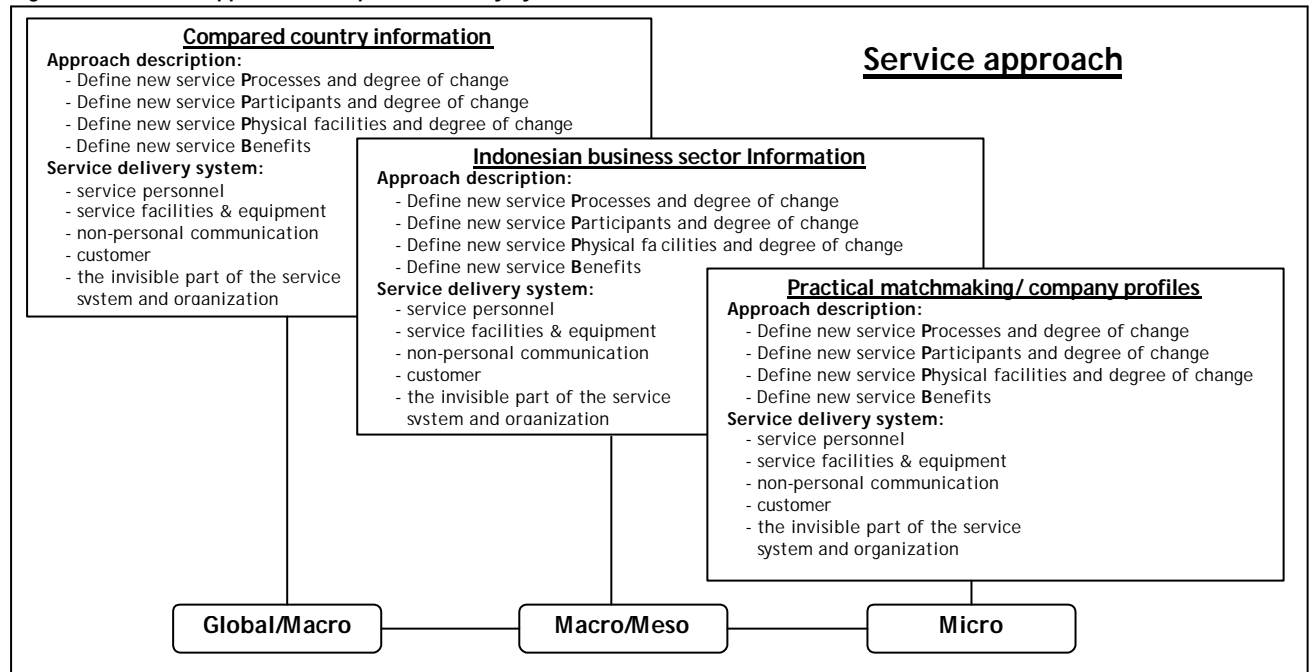 Service approach
Compared country information
Approach description:
- Define new service Processes and degree of change
- Define new service Participants and degree of change
- Define new service Physical facilities and degree of change
- Define new service Benefits
Service delivery system:
- service personnel
- service facilities & equipment
- non-personal communication
- customer
- the invisible part of the service
system and organization
Indonesian business sector Information
Approach description:
- Define new service Processes and degree of change
- Define new service Participants and degree of change
- Define new service Physical fa cilities and degree of change
- Define new service Benefits
Service delivery system:
- service personnel
- service facilities & equipment
- non-personal communication
- customer
- the invisible part of the service
system and organization
Practical matchmaking/ company profiles
Approach description:
- Define new service Processes and degree of change
- Define new service Participants and degree of change
- Define new service Physical facilities and degree of change
- Define new service Benefits
Service delivery system:
- service personnel
- service facilities & equipment
- non-personal communication
- customer
- the invisible part of the service
system and organization
Global/Macro
Macro/Meso
Micro